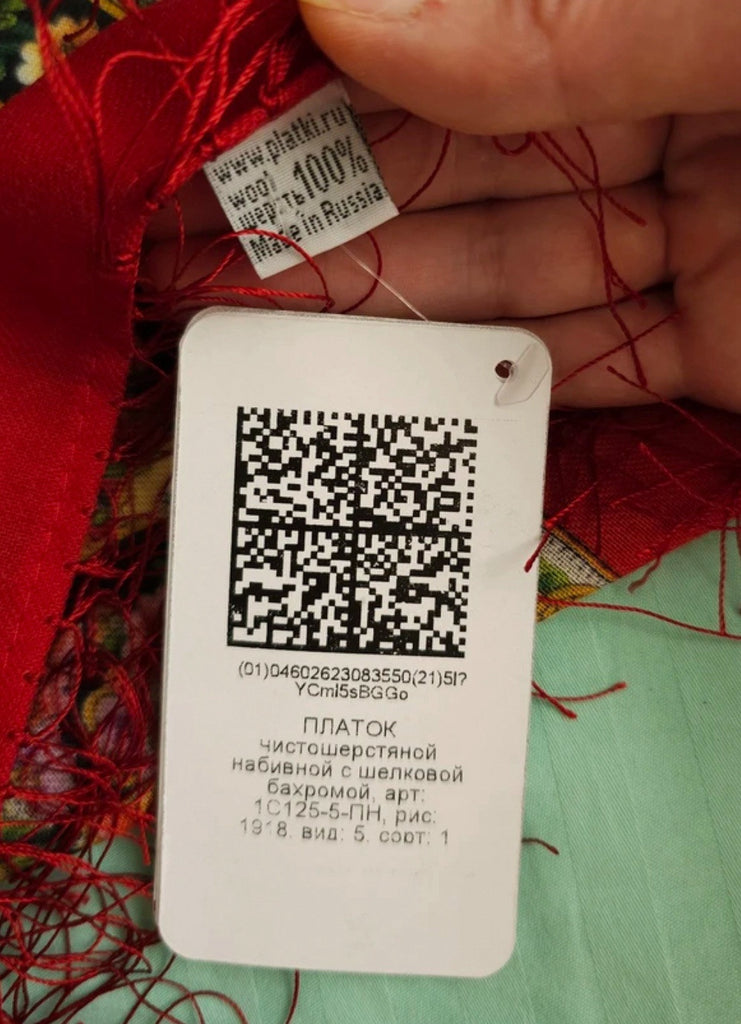 www.platki.ru
wool
шерсть 100%
Made in Russia
(01)04602623083550(21)5I?
YCmI5sBGGo
ПЛАТОК
чистошерстяной
набивной с шелковой
бахромой, арт:
1С125-5-ПН, рис:
1918, вид: 5, сорт: 1